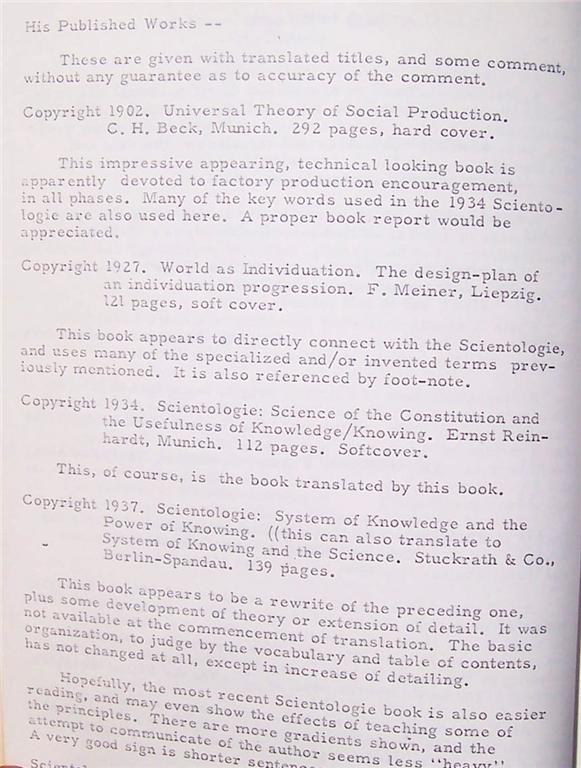 His Published Works --
These are given with translated titles, and some comment,
without any guarantee as to accuracy of the comment.
Copyright 1902. Universal Theory of Social Production.
C. H. Beck, Munich. 292 pages, hard cover.
This impressive appearing, technical looking book is
apparently devoted to factory production encouragement,
in all phases. Many of the key words used in the 1934 Sciento-
logie are also used here. A proper book report would be
appreciated.
Copyright 1927. World as Individuation. The design-plan of
an individuation progression. F. Meiner, Liepzig.
121 pages, soft cover.
This book appears to directly connect with the Scientologie,
and uses many of the specialized and/or invented terms prev-
iously mentioned. It is also referenced by foot-note.
Copyright 1934. Scientologie: Science of the Constitution and
the Usefulness of Knowledge/Knowing. Ernst Rein-
hardt, Munich. 112 pages. Softcover.
This, of course, is the book translated by this book.
Copyright 1937. Scientologie: System of Knowledge and the
Power of Knowing. ((this can also translate to
System of Knowing and the Science. Stuckrath & Co.,
Berlin-Spandau. 139 pages.
This book appears to be a rewrite of the preceding one,
plus some development of theory or extension of detail. It was
not available at the commencement of translation. The basic
organization, to judge by the vocabulary and table of contents,
has not changed at all, except in increase of detailing.
Hopefully, the most recent Scientologie book is also easier
reading, and may even show the effects of teaching some of
the principles. There are more gradients shown, and the
attempt to communicate of the author seems less "heavy"
A very good sign is shorter